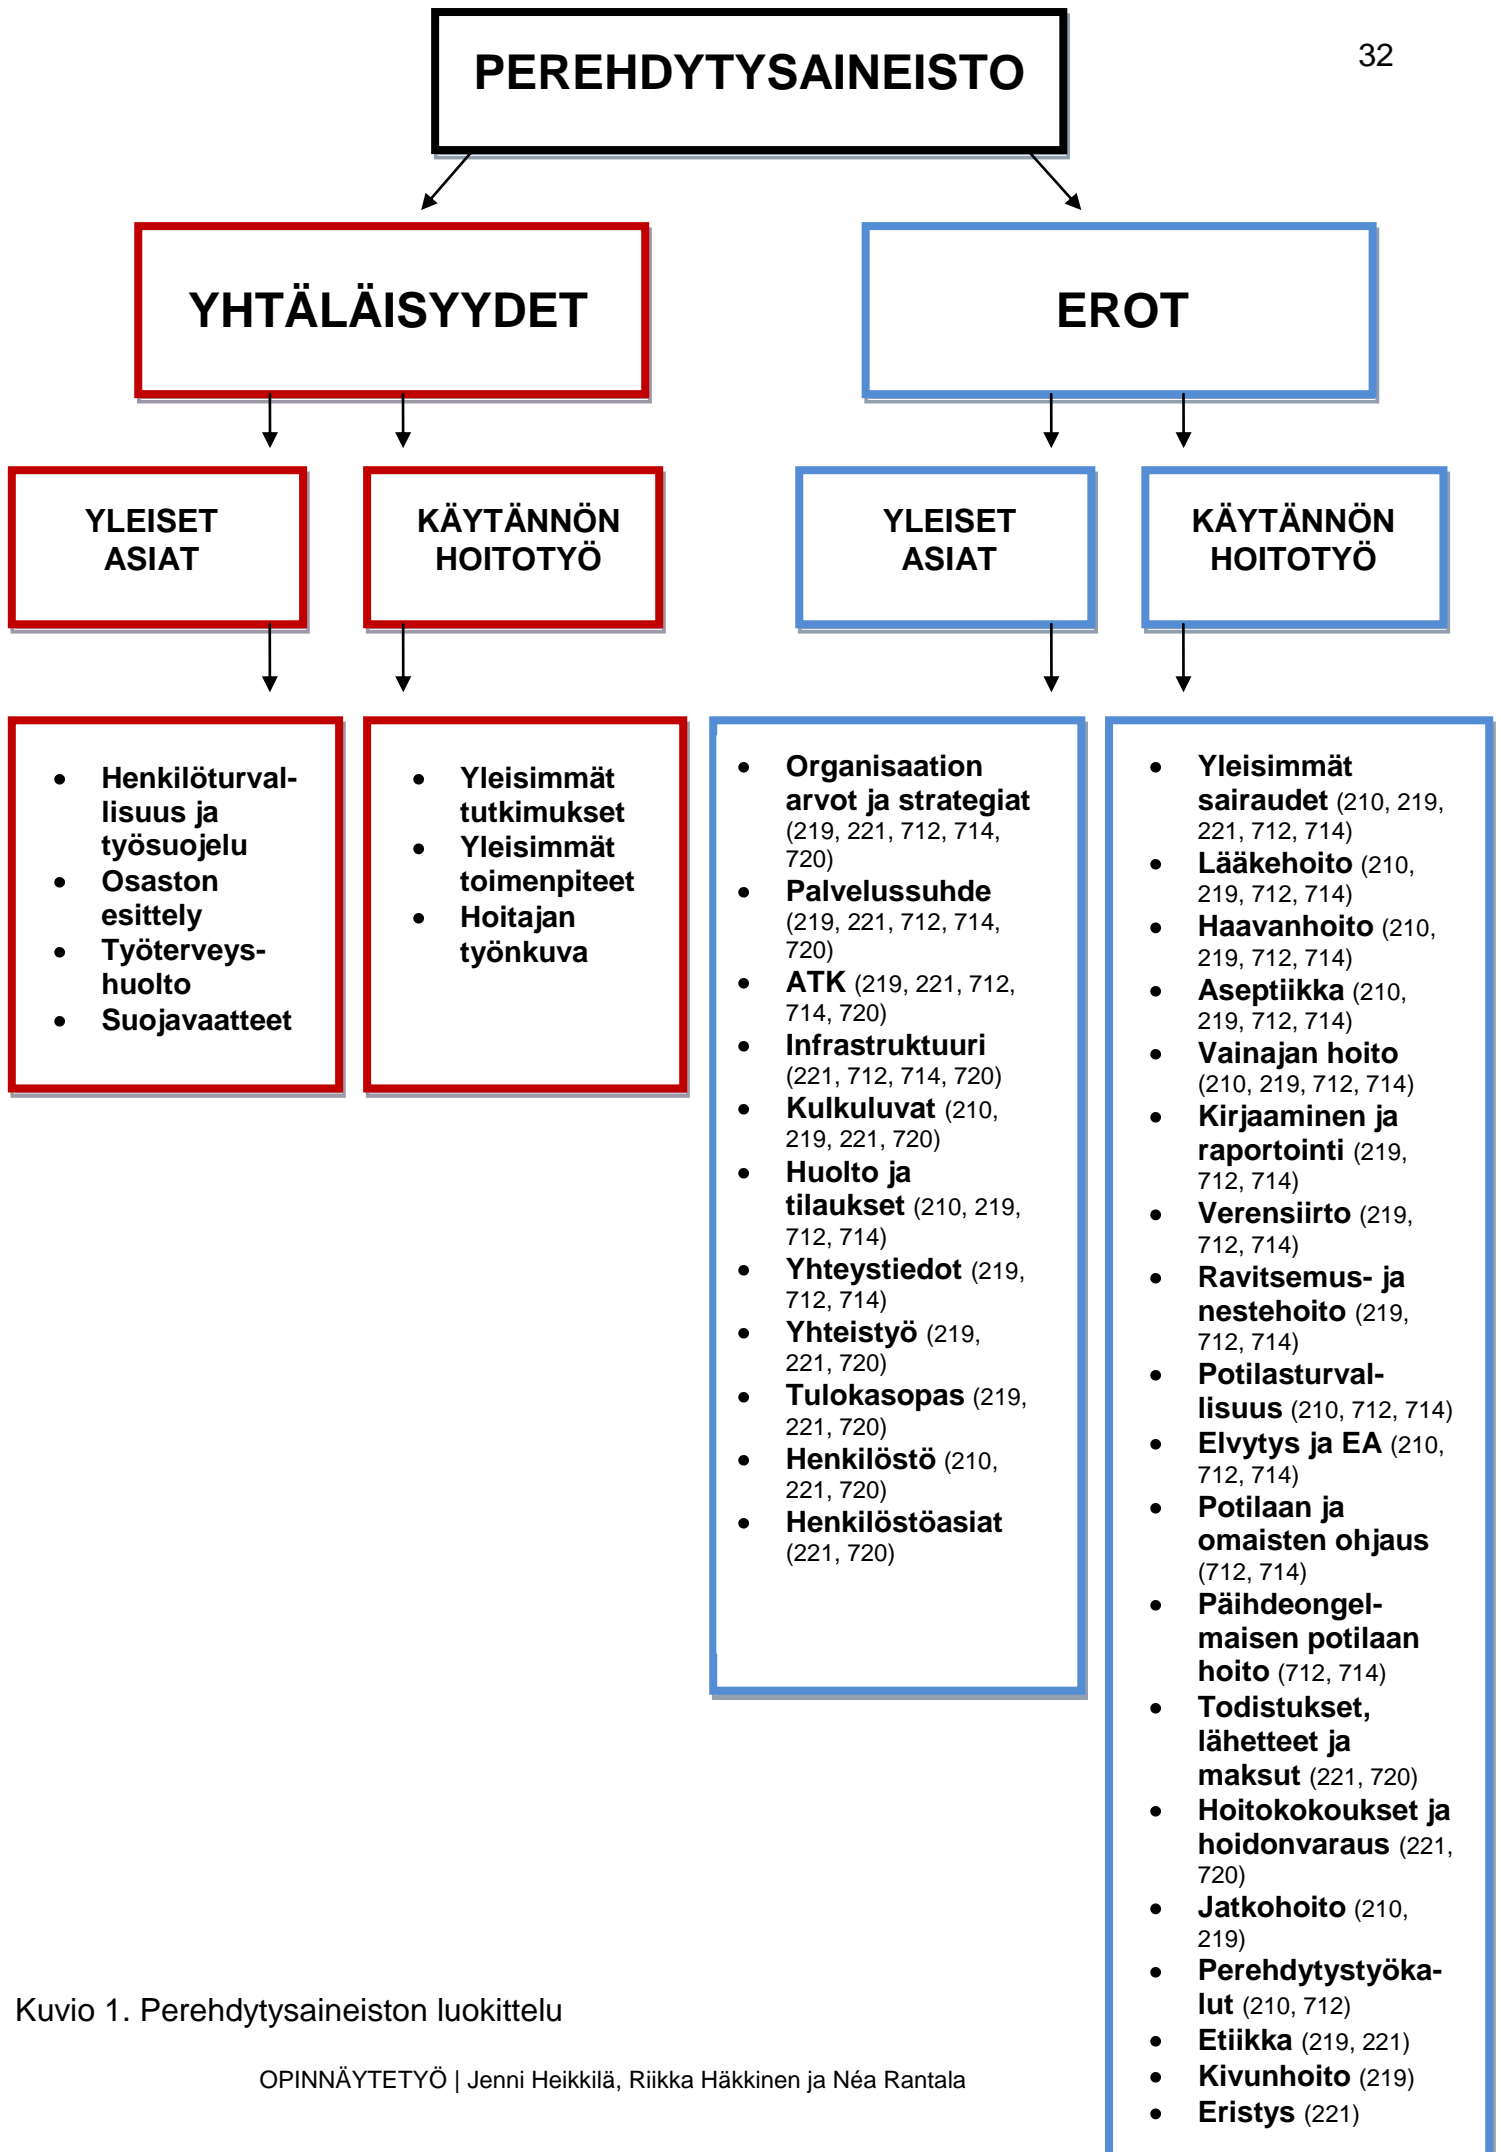 32
PEREHDYTYSAINEISTO
YHTÄLÄISYYDET
EROT
YLEISET
ASIAT
KÄYTÄNNÖN
HOITOTYÖ
YLEISET
ASIAT
KÄYTÄNNÖN
HOITOTYÖ
• Henkilöturval-
lisuus ja
työsuojelu
• Osaston
esittely
• Työterveys-
huolto
• Suojavaatteet
• Yleisimmät
tutkimukset
• Yleisimmät
toimenpiteet
• Hoitajan
työnkuva
• Organisaation
arvot ja strategiat
(219, 221, 712, 714,
720)
• Palvelussuhde
(219, 221, 712, 714,
720)
• ATK (219, 221, 712,
714, 720)
• Infrastruktuuri
(221, 712, 714, 720)
• Kulkuluvat (210,
219, 221, 720)
• Huolto ja
tilaukset (210, 219,
712, 714)
• Yhteystiedot (219,
712, 714)
• Yhteistyö (219,
221, 720)
• Tulokasopas (219,
221, 720)
• Henkilöstö (210,
221, 720)
• Henkilöstöasiat
(221, 720)
• Yleisimmät
sairaudet (210, 219,
221, 712, 714)
• Lääkehoito (210,
219, 712, 714)
• Haavanhoito (210,
219, 712, 714)
• Aseptiikka (210,
219, 712, 714)
• Vainajan hoito
(210, 219, 712, 714)
• Kirjaaminen ja
raportointi (219,
712, 714)
• Verensiirto (219,
712, 714)
• Ravitsemus- ja
nestehoito (219,
712, 714)
• Potilasturval-
lisuus (210, 712, 714)
• Elvytys ja EA (210,
712, 714)
• Potilaan ja
omaisten ohjaus
(712, 714)
• Päihdeongel-
maisen potilaan
hoito (712, 714)
• Todistukset,
lähetteet ja
maksut (221, 720)
• Hoitokokoukset ja
hoidonvaraus (221,
720)
• Jatkohoito (210,
219)
• Perehdytystyöka-
lut (210, 712)
• Etiikka (219, 221)
• Kivunhoito (219)
• Eristys (221)
Kuvio 1. Perehdytysaineiston luokittelu
OPINNÄYTETYÖ | Jenni Heikkilä, Riikka Häkkinen ja Néa Rantala